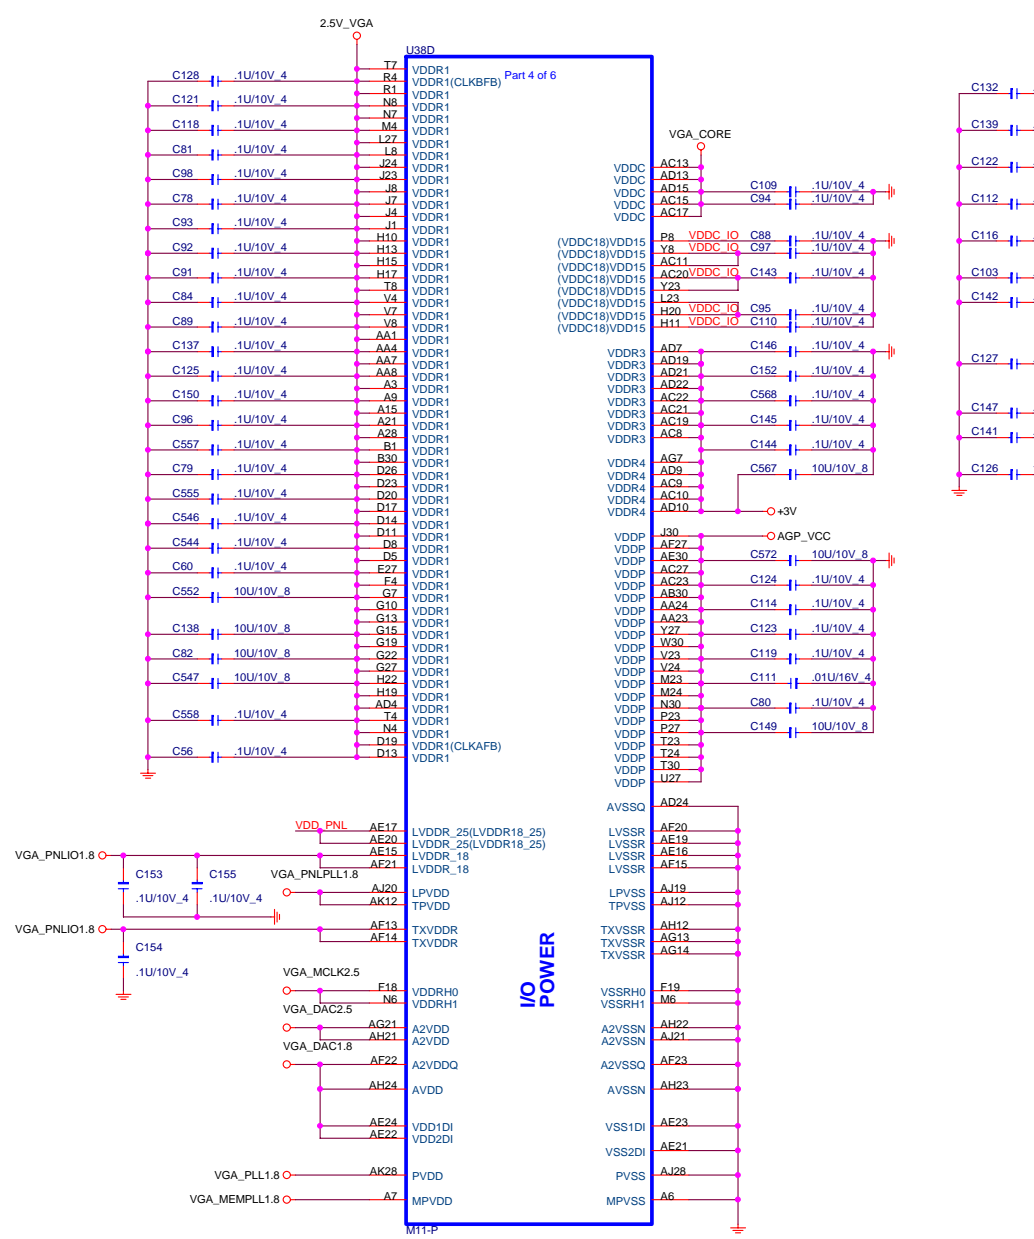 2.5V_VGA
U38D
Part 4 of 6
C128 .1U/10V_4
C121 .1U/10V_4
C118 .1U/10V_4
C81 .1U/10V_4
C98 .1U/10V_4
C78 .1U/10V_4
C93 .1U/10V_4
C92 .1U/10V_4
C91 .1U/10V_4
C84 .1U/10V_4
C89 .1U/10V_4
C137 .1U/10V_4
C125 .1U/10V_4
C150 .1U/10V_4
C96 .1U/10V_4
C557 .1U/10V_4
C79 .1U/10V_4
C555 .1U/10V_4
C546 .1U/10V_4
C544 .1U/10V_4
C60 .1U/10V_4
C552 10U/10V_8
C138 10U/10V_8
C82 10U/10V_8
C547 10U/10V_8
C558 .1U/10V_4
C56 .1U/10V_4
T7 VDDR1
R4 VDDR1(CLKBFB)
R1 VDDR1
N8 VDDR1
N7 VDDR1
M4 VDDR1
L27 VDDR1
L8 VDDR1
J24 VDDR1
J23 VDDR1
J8 VDDR1
J7 VDDR1
J4 VDDR1
J1 VDDR1
H10 VDDR1
H13 VDDR1
H15 VDDR1
H17 VDDR1
T8 VDDR1
V4 VDDR1
V7 VDDR1
V8 VDDR1
AA1 VDDR1
AA4 VDDR1
AA7 VDDR1
AA8 VDDR1
A3 VDDR1
A9 VDDR1
A15 VDDR1
A21 VDDR1
A28 VDDR1
B1 VDDR1
B30 VDDR1
D26 VDDR1
D23 VDDR1
D20 VDDR1
D17 VDDR1
D14 VDDR1
D11 VDDR1
D8 VDDR1
D5 VDDR1
E27 VDDR1
F4 VDDR1
G7 VDDR1
G10 VDDR1
G13 VDDR1
G15 VDDR1
G19 VDDR1
G22 VDDR1
G27 VDDR1
H22 VDDR1
H19 VDDR1
AD4 VDDR1
T4 VDDR1
N4 VDDR1
D19 VDDR1(CLKAFB)
D13 VDDR1
VDD_PNL
AE17 LVDDR_25(LVDDR18_25)
AE20 LVDDR_25(LVDDR18_25)
VGA_PNLIO1.8
AE15 LVDDR_18
AF21 LVDDR_18
C153
.1U/10V_4
C155
.1U/10V_4
VGA_PNLPLL1.8
AJ20 LPVDD
AK12 TPVDD
VGA_PNLIO1.8
AF13 TXVDDR
AF14 TXVDDR
C154
.1U/10V_4
VGA_MCLK2.5
F18 VDDRH0
N6 VDDRH1
VGA_DAC2.5
AG21 A2VDD
AH21 A2VDD
VGA_DAC1.8
AF22 A2VDDQ
AH24 AVDD
AE24 VDD1DI
AE22 VDD2DI
VGA_PLL1.8
AK28 PVDD
VGA_MEMPLL1.8
A7 MPVDD
M11-P
I/O
POWER
VGA_CORE
VDDC AC13
VDDC AD13
VDDC AD15 C109 .1U/10V_4
VDDC AC15 C94 .1U/10V_4
VDDC AC17
(VDDC18)VDD15 P8 VDDC_IO C88 .1U/10V_4
(VDDC18)VDD15 Y8 VDDC_IO C97 .1U/10V_4
(VDDC18)VDD15 AC11
(VDDC18)VDD15 AC20 VDDC_IO C143 .1U/10V_4
(VDDC18)VDD15 Y23
(VDDC18)VDD15 L23
(VDDC18)VDD15 H20 VDDC_IO C95 .1U/10V_4
(VDDC18)VDD15 H11 VDDC_IO C110 .1U/10V_4
VDDR3 AD7 C146 .1U/10V_4
VDDR3 AD19
VDDR3 AD21 C152 .1U/10V_4
VDDR3 AD22
VDDR3 AC22 C568 .1U/10V_4
VDDR3 AC21
VDDR3 AC19 C145 .1U/10V_4
VDDR3 AC8
C144 .1U/10V_4
VDDR4 AG7
VDDR4 AD9 C567 10U/10V_8
VDDR4 AC9
VDDR4 AC10
VDDR4 AD10
+3V
VDDP J30 AGP_VCC
VDDP AF27
VDDP AE30 C572 10U/10V_8
VDDP AC27
VDDP AC23 C124 .1U/10V_4
VDDP AB30
VDDP AA24 C114 .1U/10V_4
VDDP AA23
VDDP Y27 C123 .1U/10V_4
VDDP W30
VDDP V23 C119 .1U/10V_4
VDDP V24
VDDP M23 C111 .01U/16V_4
VDDP M24
VDDP N30 C80 .1U/10V_4
VDDP P23
VDDP P27 C149 10U/10V_8
VDDP T23
VDDP T24
VDDP T30
VDDP U27
AVSSQ AD24
LVSSR AF20
LVSSR AE19
LVSSR AE16
LVSSR AF15
LPVSS AJ19
TPVSS AJ12
TXVSSR AH12
TXVSSR AG13
TXVSSR AG14
VSSRH0 F19
VSSRH1 M6
A2VSSN AH22
A2VSSN AJ21
A2VSSQ AF23
AVSSN AH23
VSS1DI AE23
VSS2DI AE21
PVSS AJ28
MPVSS A6
C132
C139
C122
C112
C116
C103
C142
C127
C147
C141
C126